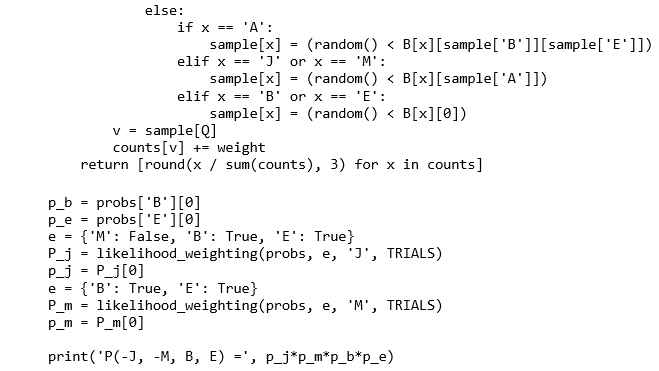 else:
if x == 'A':
sample[x] = (random() < B[x][sample['B']][sample['E']])
elif x == 'J' or x == 'M':
sample[x] = (random() < B[x][sample['A']])
elif x == 'B' or x == 'E':
sample[x] = (random() < B[x][0])
v = sample[Q]
counts[v] += weight
return [round(x / sum(counts), 3) for x in counts]
p_b = probs['B'][0]
p_e = probs['E'][0]
e = {'M': False, 'B': True, 'E': True}
P_j = likelihood_weighting(probs, e, 'J', TRIALS)
p_j = P_j[0]
e = {'B': True, 'E': True}
P_m = likelihood_weighting(probs, e, 'M', TRIALS)
p_m = P_m[0]
print('P(-J, -M, B, E) =', p_j*p_m*p_b*p_e)